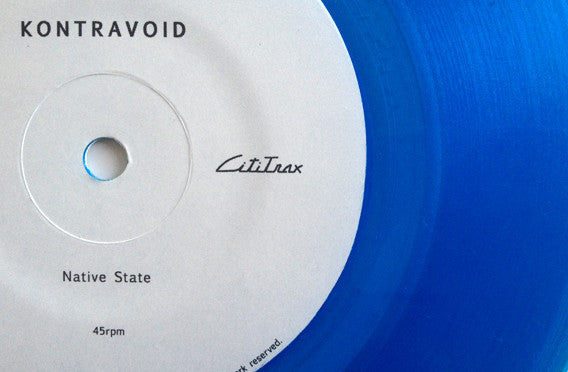 KONTRAVOID
CitiTrax
Native State
45rpm
rk reserved.